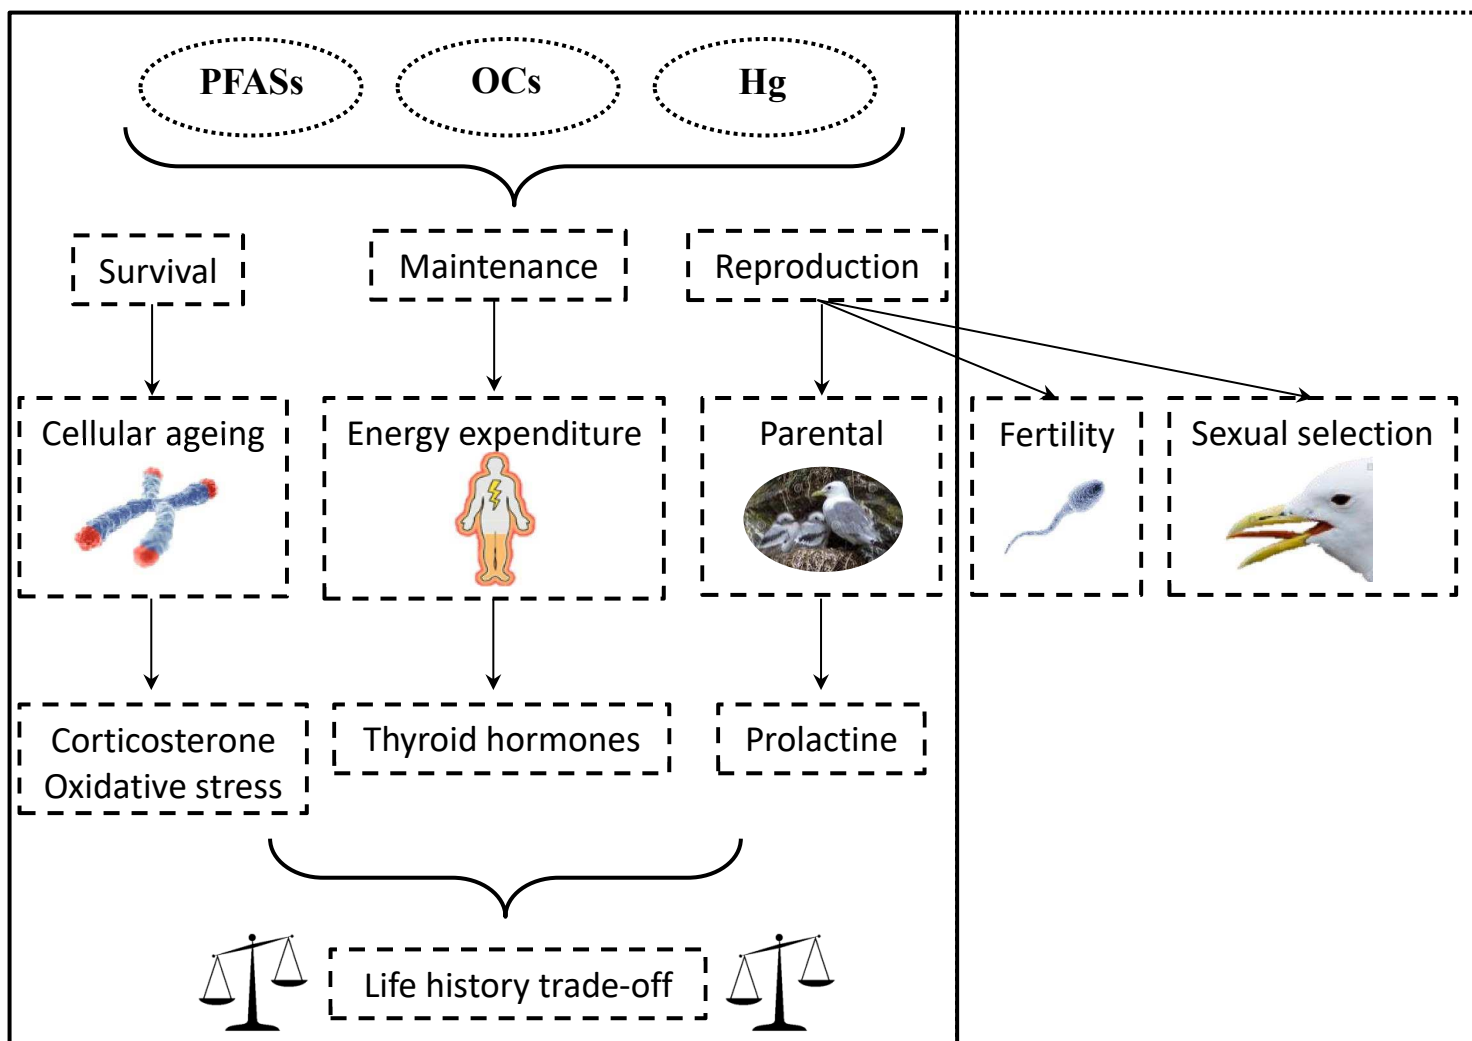 PFASs
OCs
Hg
Survival
Maintenance
Reproduction
Cellular ageing
Energy expenditure
Parental
Fertility
Sexual selection
Corticosterone
Oxidative stress
Thyroid hormones
Prolactine
Life history trade-off